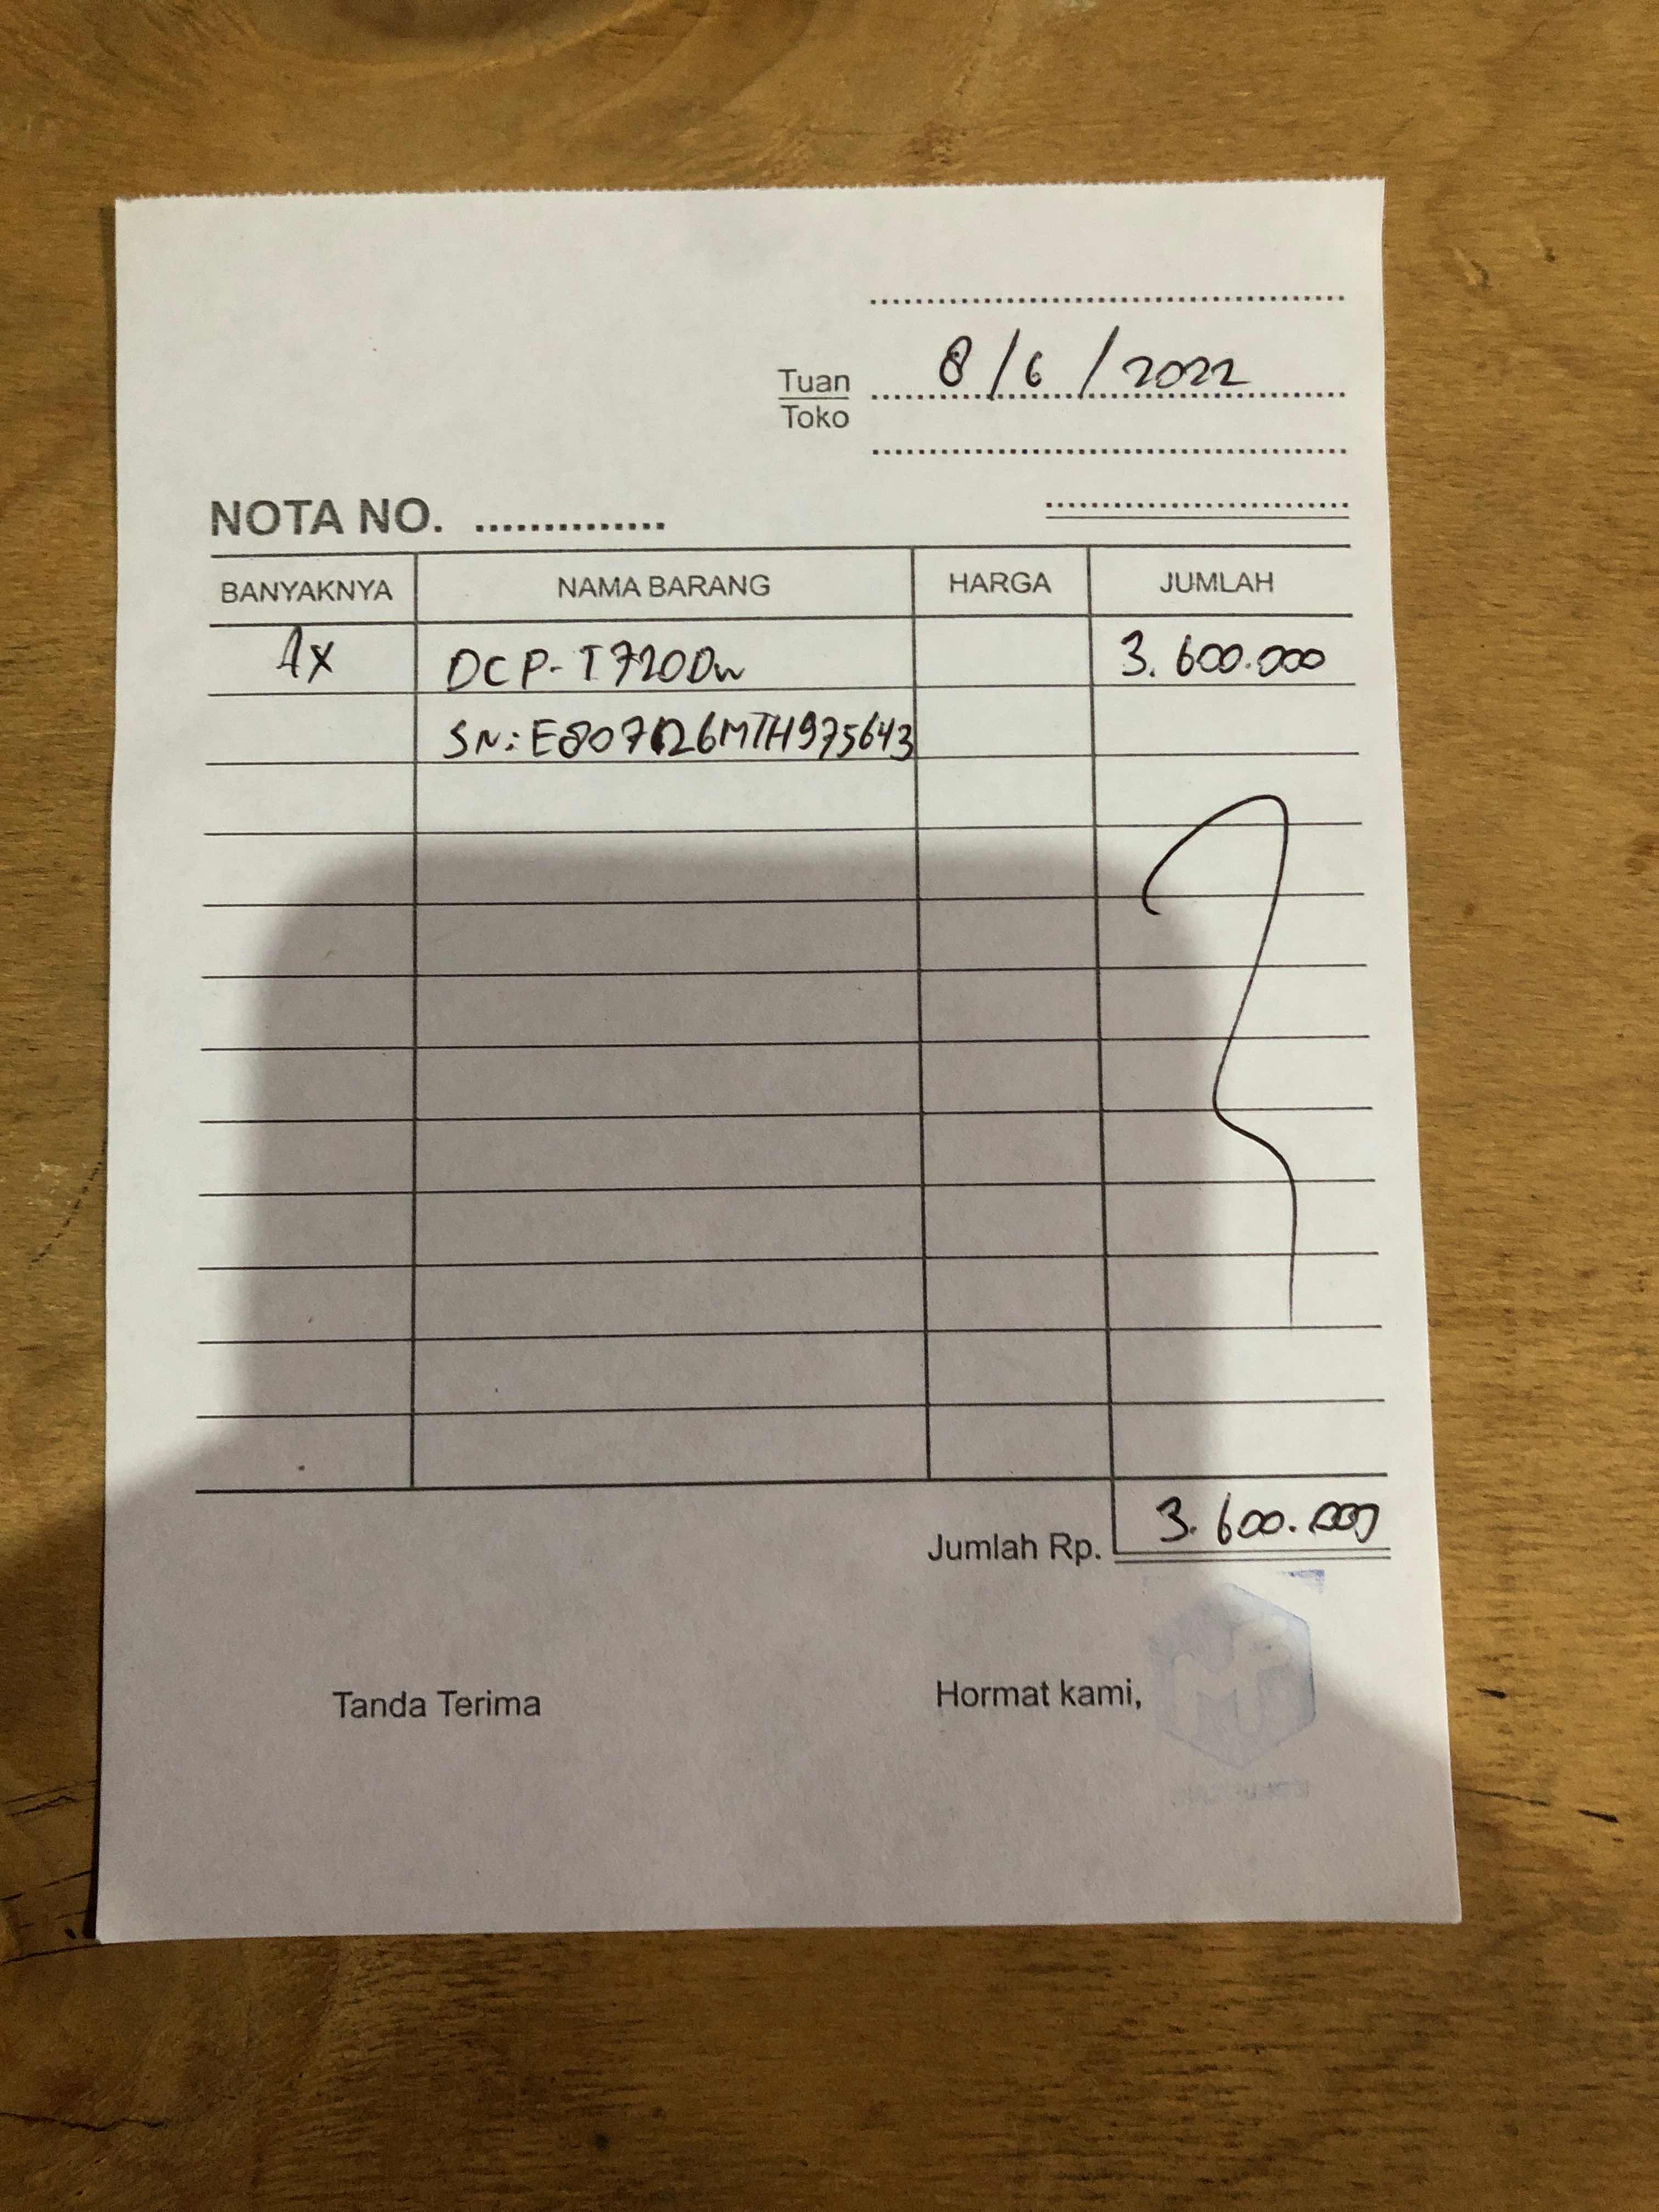 Tuan 8/6/2022
Toko
NOTA NO. ..............
BANYAKNYA NAMA BARANG HARGA JUMLAH
1x DCP-T720Dw 3.600.000
SN:
Jumlah Rp. 3.600.000
Tanda Terima Hormat kami,